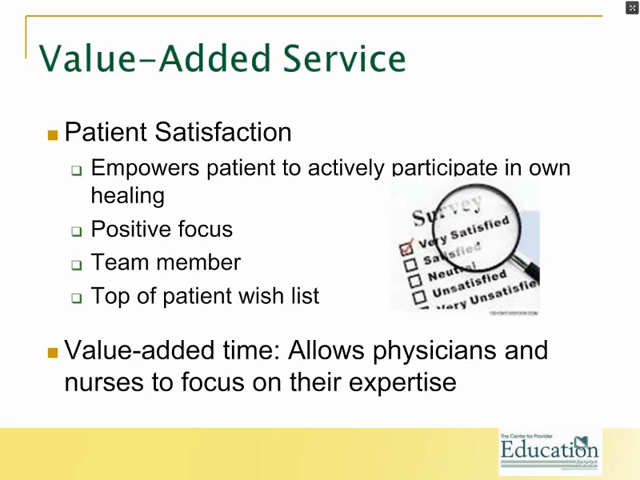 Value-Added Service
Patient Satisfaction
Empowers patient to actively participate in own
healing
Positive focus
Team member
Top of patient wish list
Survey
Very Satisfied
Satisfied
Neutral
Unsatisfied
Very Unsatisfied
Value-added time: Allows physicians and
nurses to focus on their expertise
The Center for Provider
Education